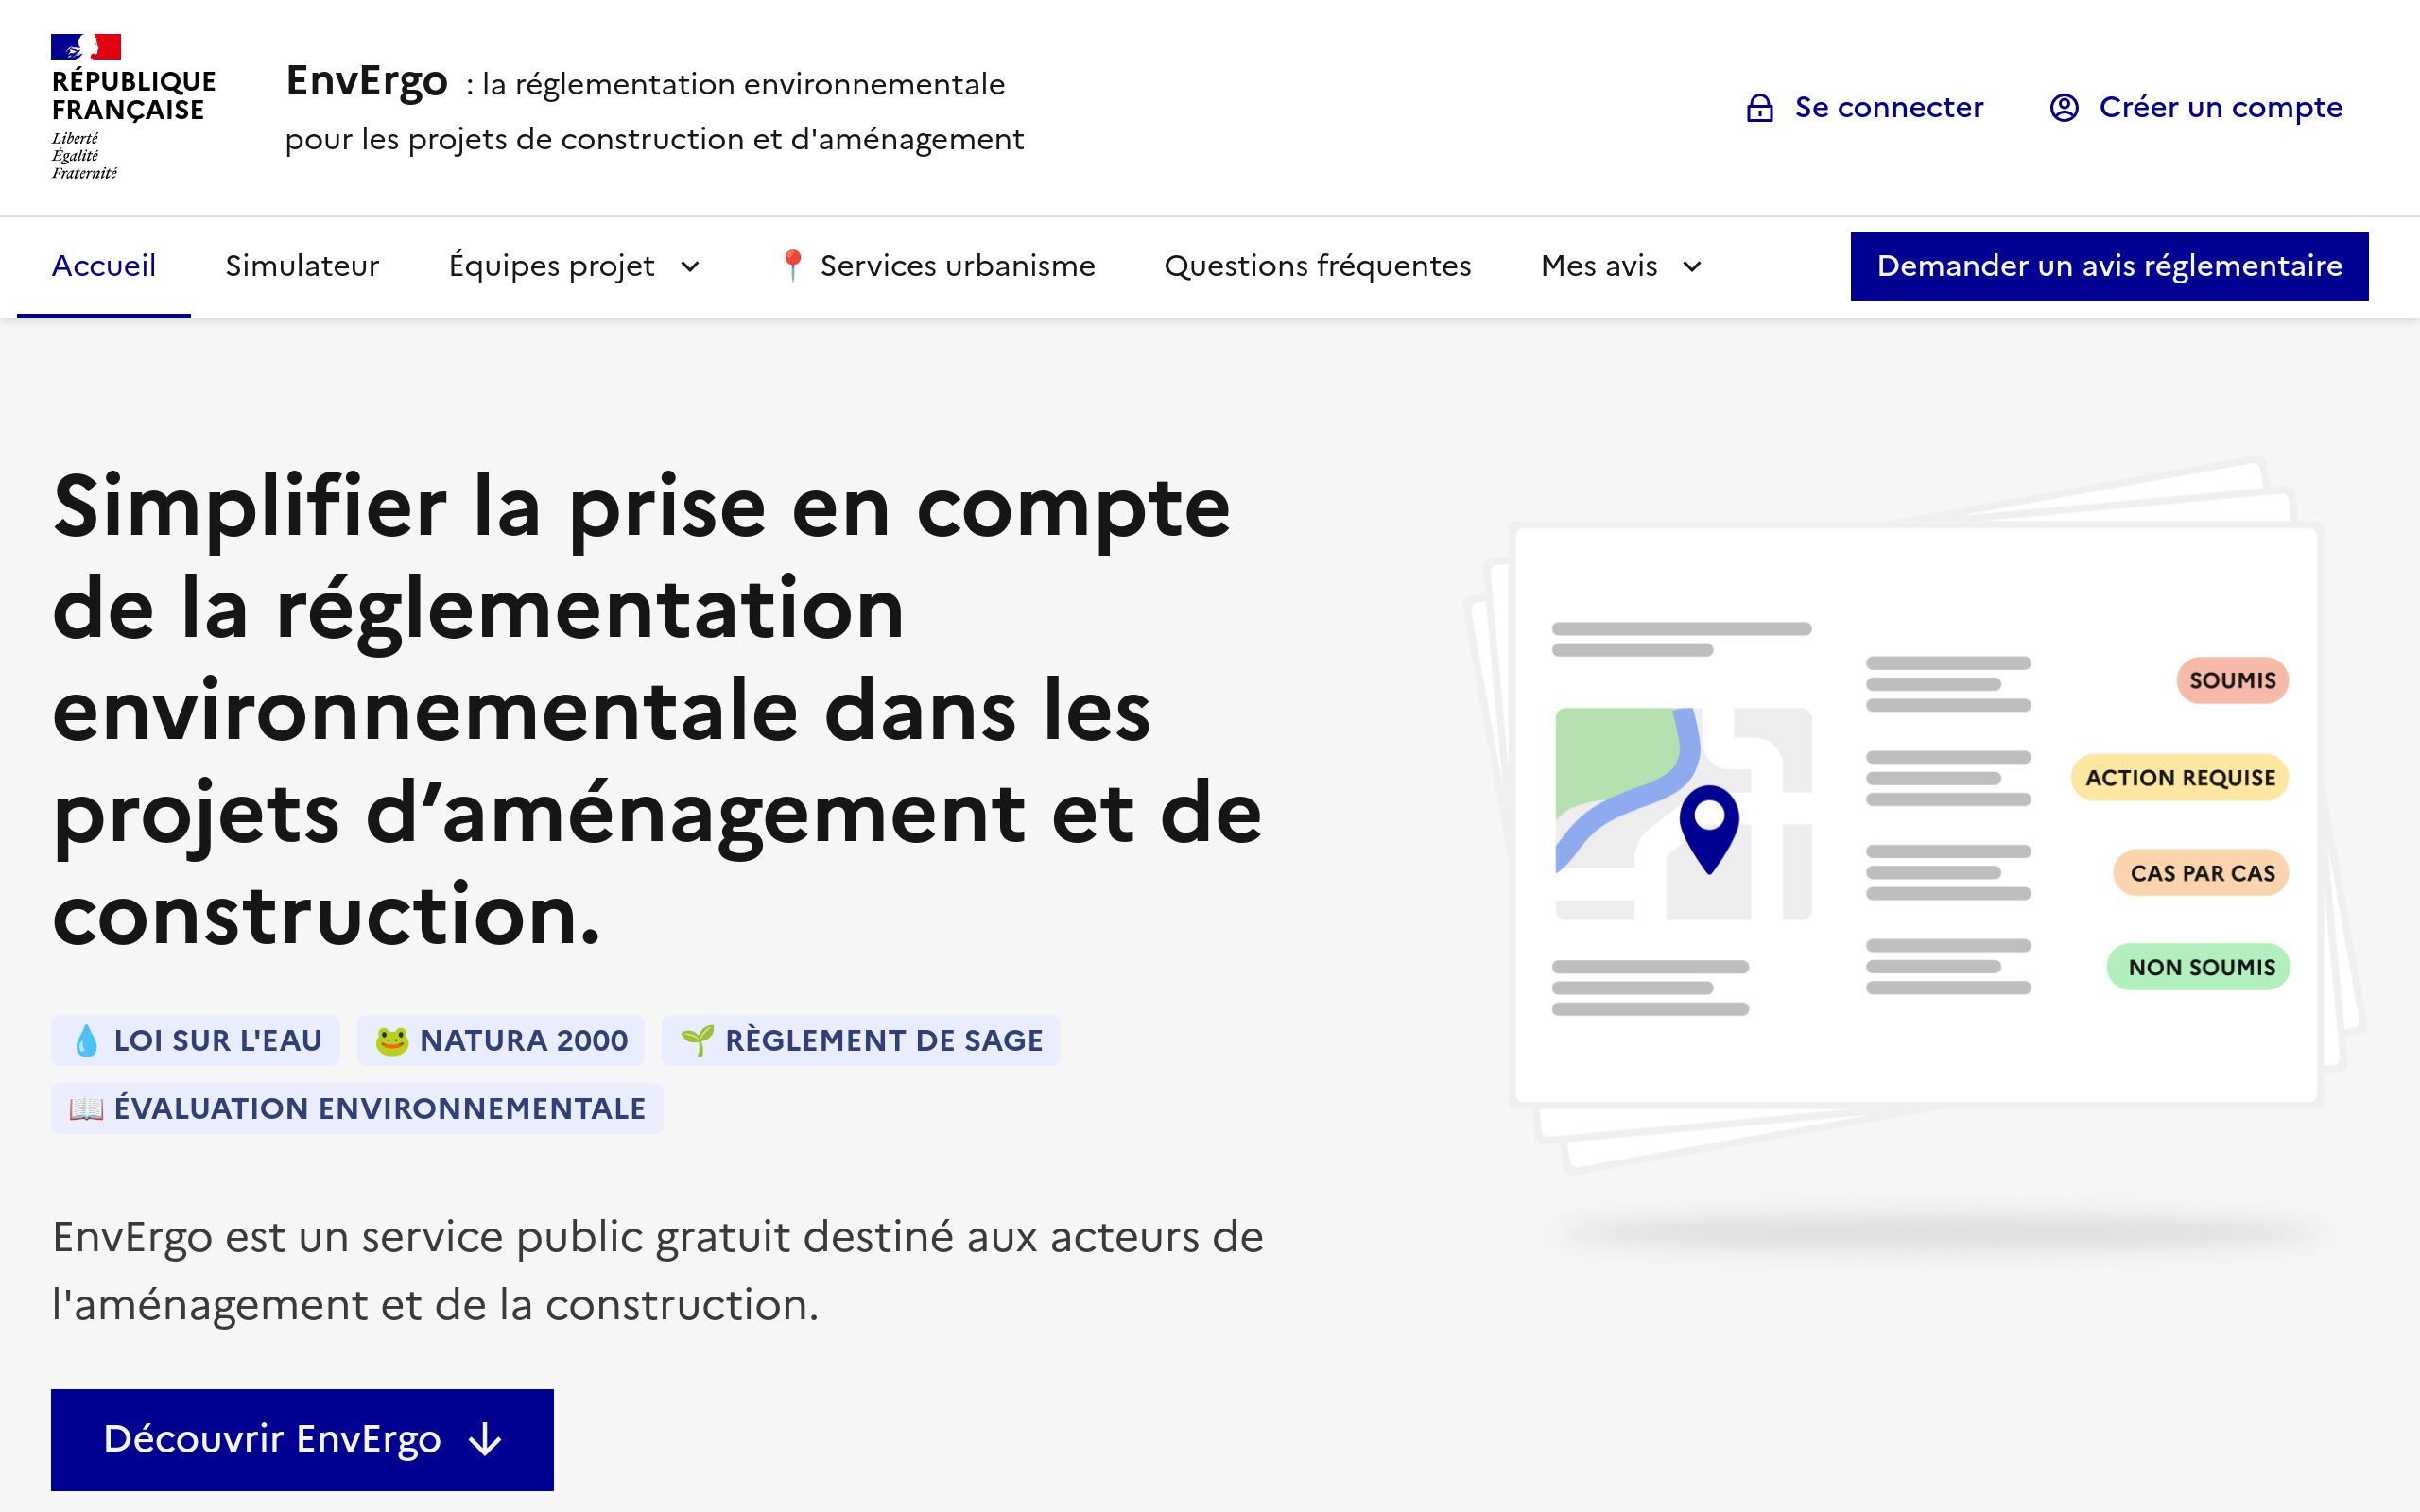 RÉPUBLIQUE
FRANÇAISE
Liberté
Égalité
Fraternité
EnvErgo : la réglementation environnementale
pour les projets de construction et d'aménagement
Se connecter
Créer un compte
Accueil
Simulateur
Équipes projet
📍 Services urbanisme
Questions fréquentes
Mes avis
Demander un avis réglementaire
Simplifier la prise en compte
de la réglementation
environnementale dans les
projets d’aménagement et de
construction.
💧 LOI SUR L'EAU
🐸 NATURA 2000
🌱 RÈGLEMENT DE SAGE
📖 ÉVALUATION ENVIRONNEMENTALE
EnvErgo est un service public gratuit destiné aux acteurs de
l'aménagement et de la construction.
Découvrir EnvErgo
SOUMIS
ACTION REQUISE
CAS PAR CAS
NON SOUMIS